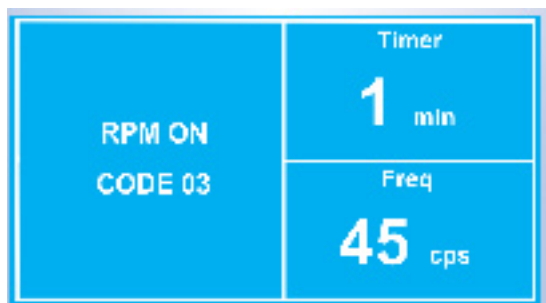 RPM ON
CODE 03
Timer
1 min
Freq
45 cps